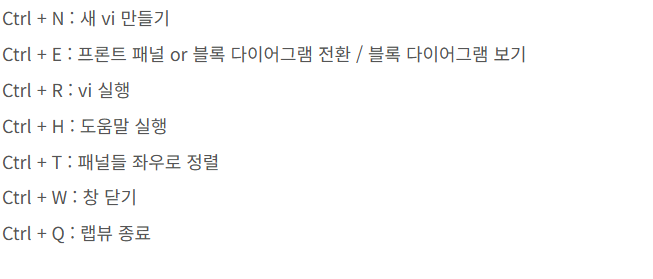 Ctrl + N : 새 vi 만들기
Ctrl + E : 프론트 패널 or 블록 다이어그램 전환 / 블록 다이어그램 보기
Ctrl + R : vi 실행
Ctrl + H : 도움말 실행
Ctrl + T : 패널들 좌우로 정렬
Ctrl + W : 창 닫기
Ctrl + Q : 랩뷰 종료